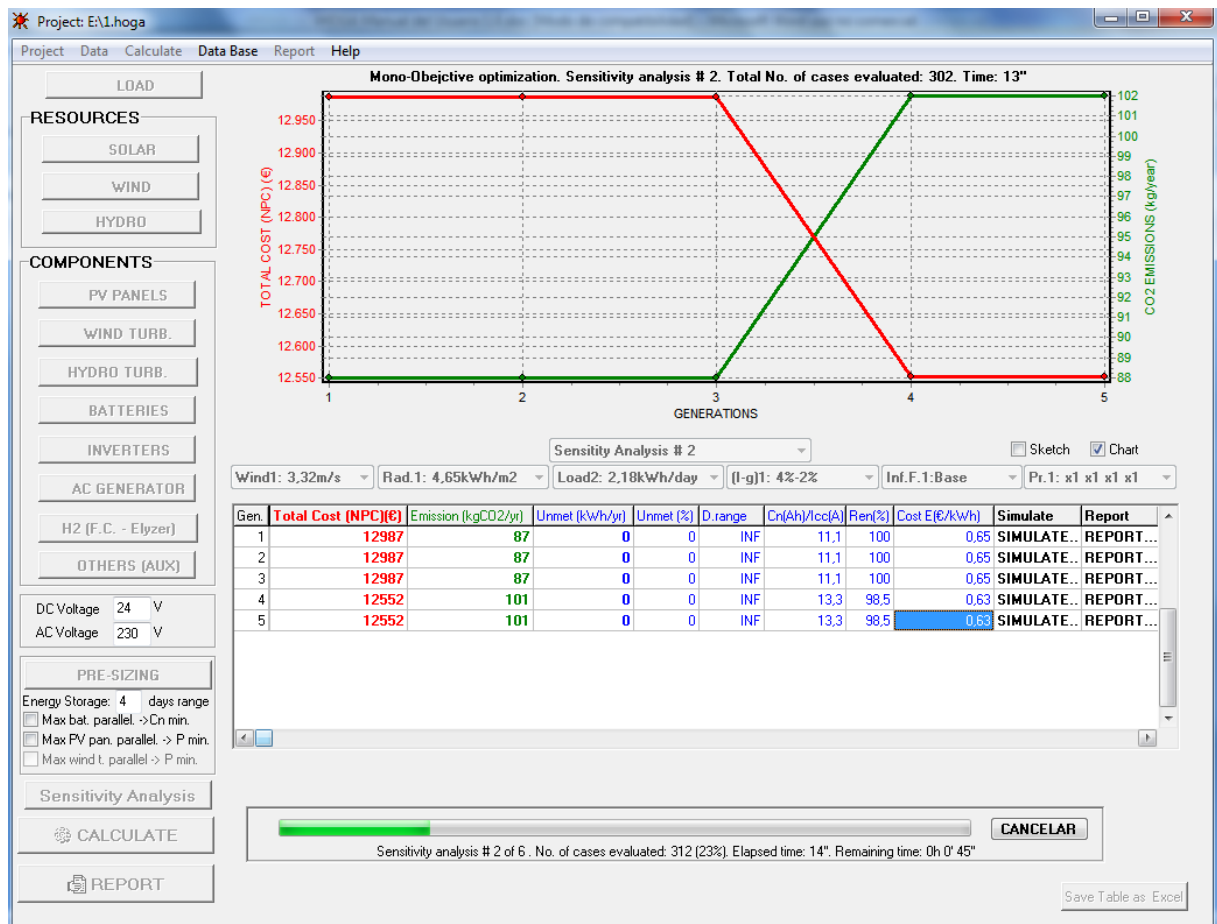 Project: E:\1.hoga
Project Data Calculate Data Base Report Help
LOAD
RESOURCES
SOLAR
WIND
HYDRO
COMPONENTS
PV PANELS
WIND TURB.
HYDRO TURB.
BATTERIES
INVERTERS
AC GENERATOR
H2 (F.C. - Elyzer)
OTHERS (AUX)
DC Voltage 24 V
AC Voltage 230 V
PRE-SIZING
Energy Storage: 4 days range
Max bat. parallel. ->Cn min.
Max PV pan. parallel. -> P min.
Max wind t. parallel -> P min.
Sensitivity Analysis
CALCULATE
REPORT
Mono-Obejctive optimization. Sensitivity analysis # 2. Total No. of cases evaluated: 302. Time: 13"
TOTAL COST (NPC) (€)
12.950
12.900
12.850
12.800
12.750
12.700
12.650
12.600
12.550
102
101
100
99
98
97
96
95
94
93
92
91
90
89
88
CO2 EMISSIONS (kg/year)
1 2 3 4 5
GENERATIONS
Sensitity Analysis # 2
Sketch Chart
Wind1: 3,32m/s Rad.1: 4,65kWh/m2 Load2: 2,18kWh/day (I-g)1: 4%-2% Inf.F.1:Base Pr.1: x1 x1 x1 x1
Gen. Total Cost (NPC)(€) Emission (kgCO2/yr) Unmet (kWh/yr) Unmet (%) D.range Cn(Ah)/Icc(A) Ren(%) Cost E(€/kWh) Simulate Report
1 12987 87 0 0 INF 11,1 100 0,65 SIMULATE.. REPORT...
2 12987 87 0 0 INF 11,1 100 0,65 SIMULATE.. REPORT...
3 12987 87 0 0 INF 11,1 100 0,65 SIMULATE.. REPORT...
4 12552 101 0 0 INF 13,3 98,5 0,63 SIMULATE.. REPORT...
5 12552 101 0 0 INF 13,3 98,5 0,63 SIMULATE.. REPORT...
CANCELAR
Sensitivity analysis # 2 of 6 . No. of cases evaluated: 312 (23%). Elapsed time: 14". Remaining time: 0h 0' 45"
Save Table as Excel